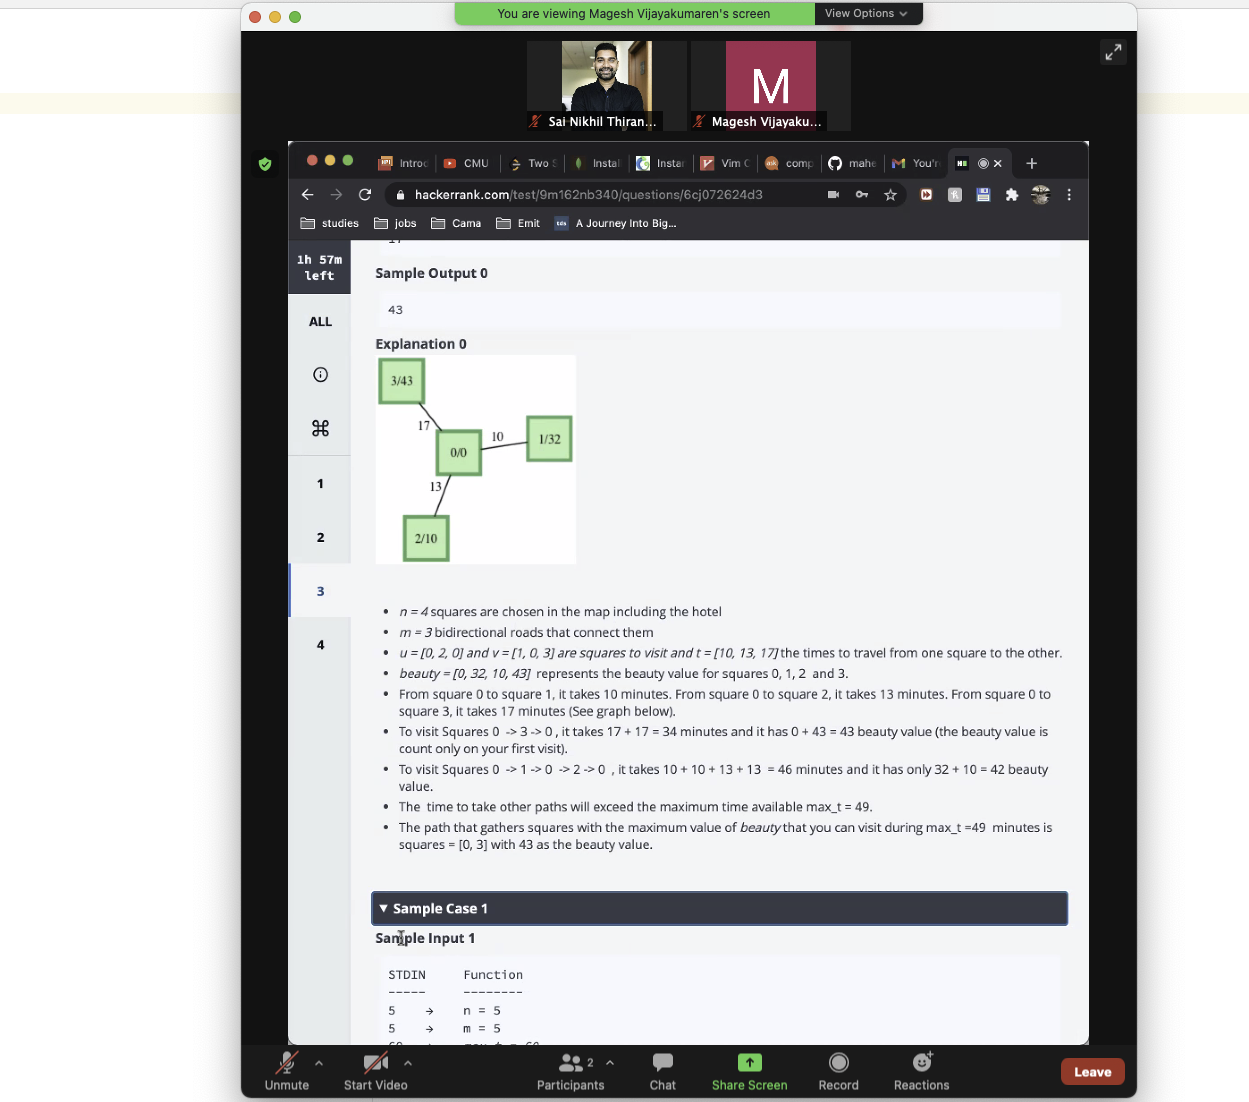 You are viewing Magesh Vijayakumaren's screen
View Options
Sai Nikhil Thiran...
M
Magesh Vijayaku...
Introc
CMU
Two S
Instal
Instar
Vim C
comp
mahe
You'r
hackerrank.com/test/9m162nb340/questions/6cj072624d3
studies
jobs
Cama
Emit
A Journey Into Big...
1h 57m
left
ALL
1
2
3
4
17
Sample Output 0
43
Explanation 0
3/43
17
10
1/32
0/0
13
2/10
• n = 4 squares are chosen in the map including the hotel
• m = 3 bidirectional roads that connect them
• u = [0, 2, 0] and v = [1, 0, 3] are squares to visit and t = [10, 13, 17] the times to travel from one square to the other.
• beauty = [0, 32, 10, 43] represents the beauty value for squares 0, 1, 2 and 3.
• From square 0 to square 1, it takes 10 minutes. From square 0 to square 2, it takes 13 minutes. From square 0 to
square 3, it takes 17 minutes (See graph below).
• To visit Squares 0 -> 3 -> 0 , it takes 17 + 17 = 34 minutes and it has 0 + 43 = 43 beauty value (the beauty value is
count only on your first visit).
• To visit Squares 0 -> 1 -> 0 -> 2 -> 0 , it takes 10 + 10 + 13 + 13 = 46 minutes and it has only 32 + 10 = 42 beauty
value.
• The time to take other paths will exceed the maximum time available max_t = 49.
• The path that gathers squares with the maximum value of beauty that you can visit during max_t =49 minutes is
squares = [0, 3] with 43 as the beauty value.
▼ Sample Case 1
Sample Input 1
STDIN Function
----- --------
5 → n = 5
5 → m = 5
Unmute
Start Video
2
Participants
Chat
Share Screen
Record
Reactions
Leave